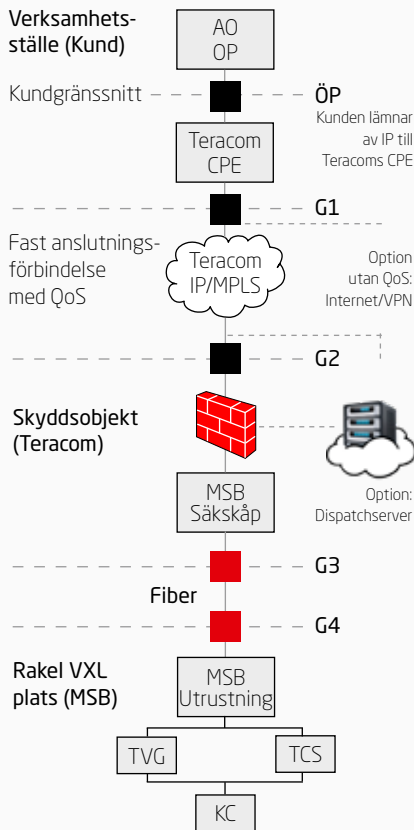 Verksamhets-
ställe (Kund)
AO
OP
Kundgränssnitt
ÖP
Kunden lämnar
av IP till
Teracoms CPE
Teracom
CPE
G1
Fast anslutnings-
förbindelse
med QoS
Teracom
IP/MPLS
Option
utan QoS:
Internet/VPN
G2
Skyddsobjekt
(Teracom)
MSB
Säkskåp
Option:
Dispatchserver
G3
Fiber
G4
Rakel VXL
plats (MSB)
MSB
Utrustning
TVG
TCS
KC